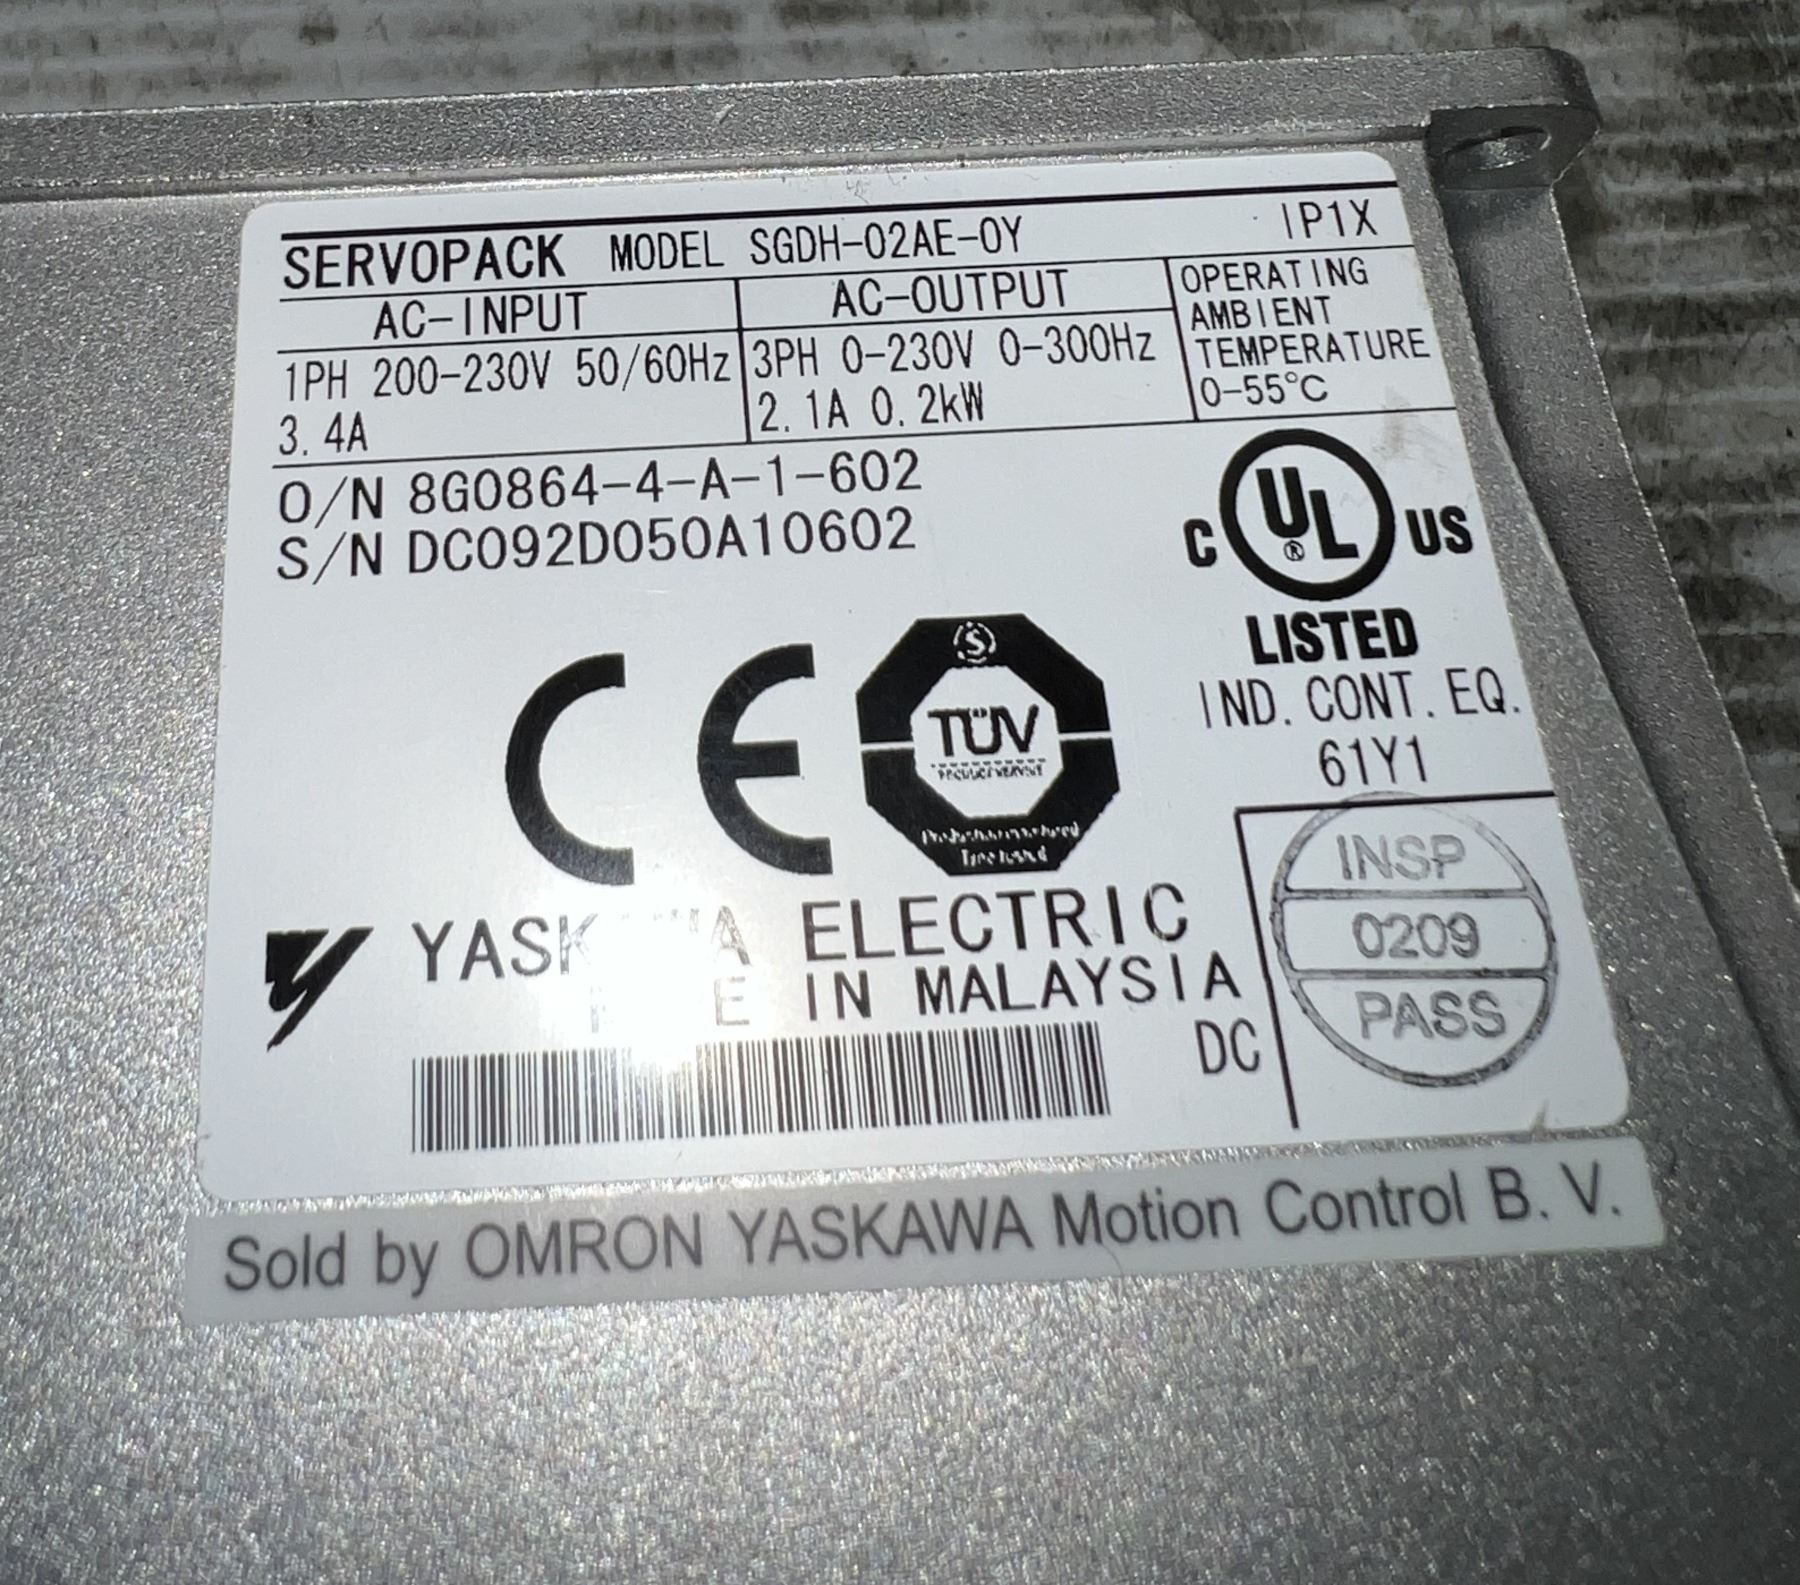 SERVOPACK MODEL SGDH-02AE-OY IP1X
AC-INPUT
1PH 200-230V 50/60Hz
3.4A
AC-OUTPUT
3PH 0-230V 0-300Hz
2.1A 0.2kW
OPERATING
AMBIENT
TEMPERATURE
0-55°C
O/N 8G0864-4-A-1-602
S/N DC092D050A10602
C UL ® US
LISTED
IND. CONT. EQ.
61Y1
CE
S
TÜV
YASKAWA ELECTRIC
IN MALAYSIA
DC
INSP
0209
PASS
Sold by OMRON YASKAWA Motion Control B. V.